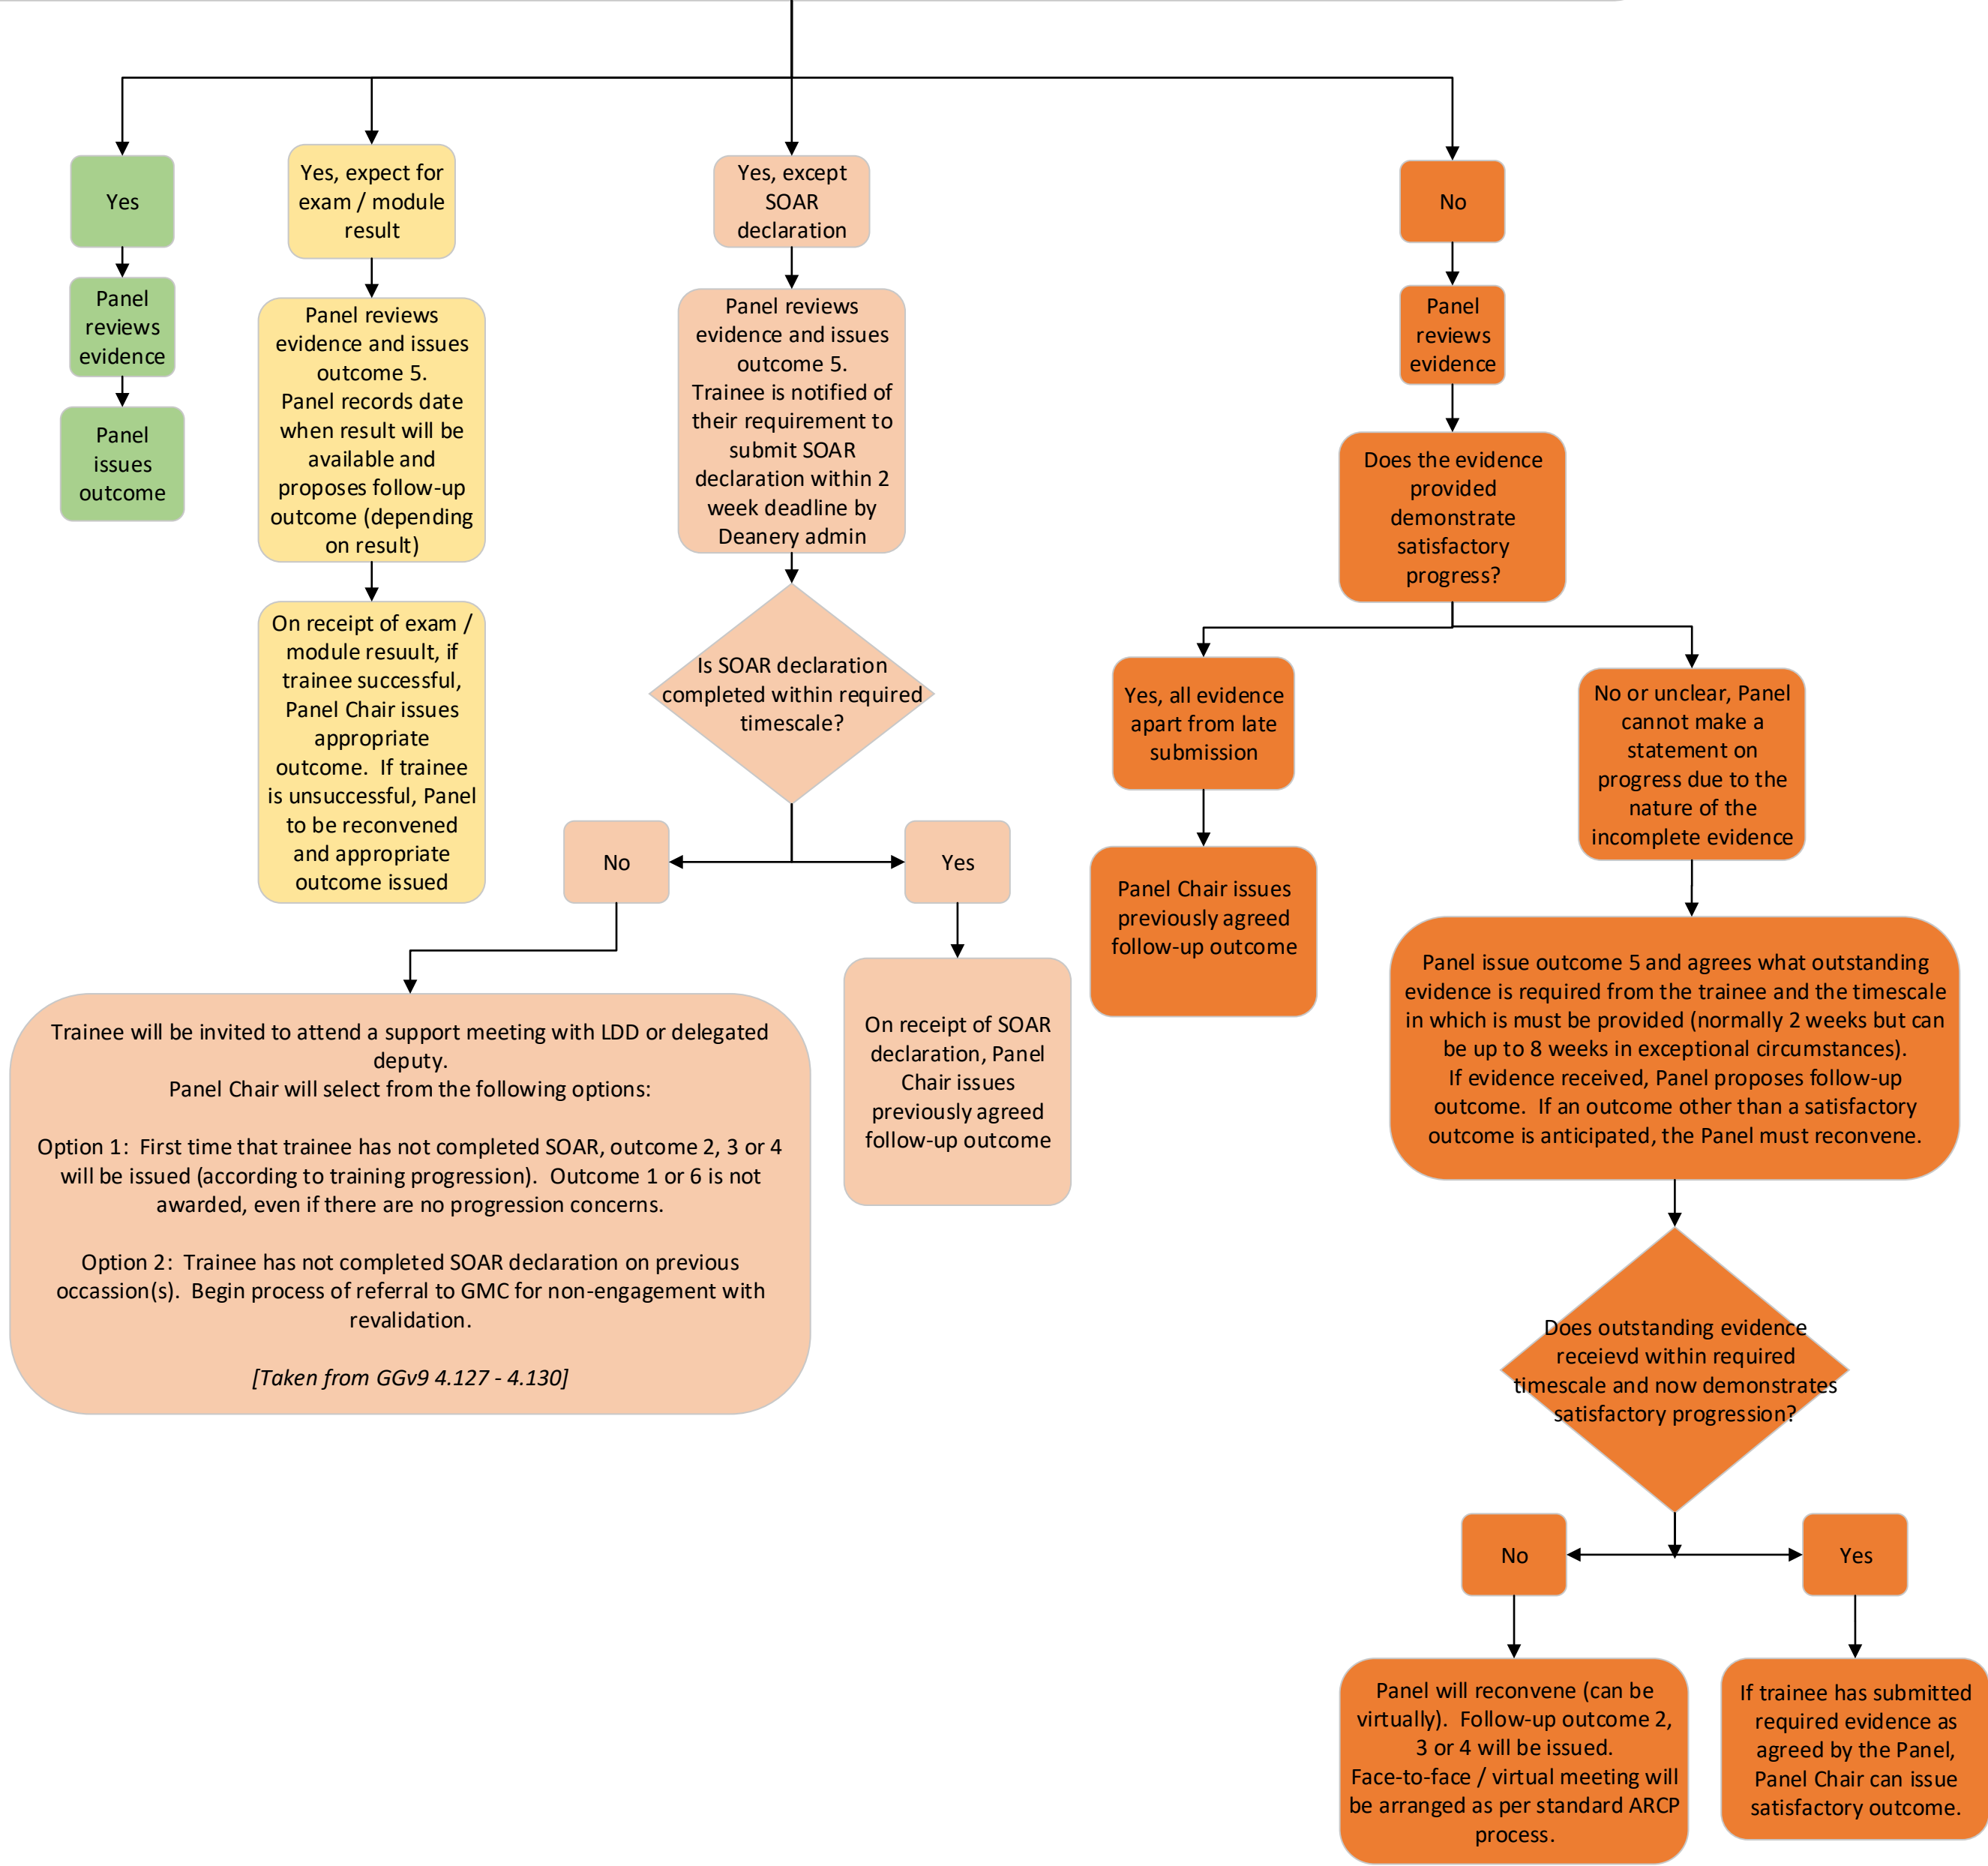 Yes
Panel
reviews
evidence
Panel
issues
outcome
Yes, expect for
exam / module
result
Panel reviews
evidence and issues
outcome 5.
Panel records date
when result will be
available and
proposes follow-up
outcome (depending
on result)
On receipt of exam /
module resuult, if
trainee successful,
Panel Chair issues
appropriate
outcome.  If trainee
is unsuccessful, Panel
to be reconvened
and appropriate
outcome issued
Yes, except
SOAR
declaration
Panel reviews
evidence and issues
outcome 5.
Trainee is notified of
their requirement to
submit SOAR
declaration within 2
week deadline by
Deanery admin
Is SOAR declaration
completed within required
timescale?
No
Yes
Trainee will be invited to attend a support meeting with LDD or delegated
deputy.
Panel Chair will select from the following options:
Option 1:  First time that trainee has not completed SOAR, outcome 2, 3 or 4
will be issued (according to training progression).  Outcome 1 or 6 is not
awarded, even if there are no progression concerns.
Option 2:  Trainee has not completed SOAR declaration on previous
occassion(s).  Begin process of referral to GMC for non-engagement with
revalidation.
[Taken from GGv9 4.127 - 4.130]
On receipt of SOAR
declaration, Panel
Chair issues
previously agreed
follow-up outcome
No
Panel
reviews
evidence
Does the evidence
provided
demonstrate
satisfactory
progress?
Yes, all evidence
apart from late
submission
Panel Chair issues
previously agreed
follow-up outcome
No or unclear, Panel
cannot make a
statement on
progress due to the
nature of the
incomplete evidence
Panel issue outcome 5 and agrees what outstanding
evidence is required from the trainee and the timescale
in which is must be provided (normally 2 weeks but can
be up to 8 weeks in exceptional circumstances).
If evidence received, Panel proposes follow-up
outcome.  If an outcome other than a satisfactory
outcome is anticipated, the Panel must reconvene.
Does outstanding evidence
receievd within required
timescale and now demonstrates
satisfactory progression?
No
Yes
Panel will reconvene (can be
virtually).  Follow-up outcome 2,
3 or 4 will be issued.
Face-to-face / virtual meeting will
be arranged as per standard ARCP
process.
If trainee has submitted
required evidence as
agreed by the Panel,
Panel Chair can issue
satisfactory outcome.